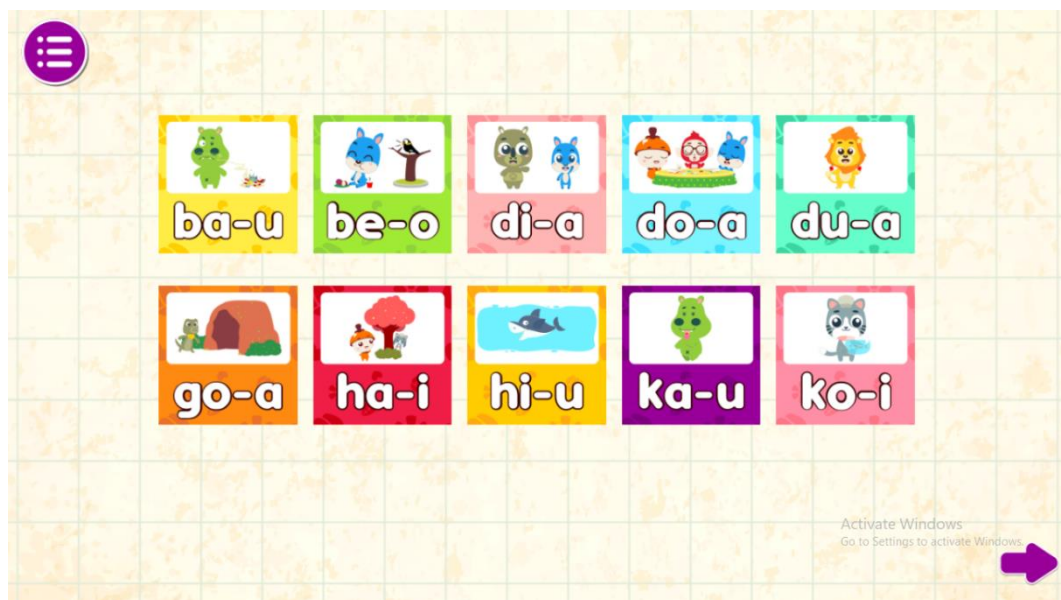 ba-u be-o di-a do-a du-a
go-a ha-i hi-u ka-u ko-i
Activate Windows
Go to Settings to activate Windows.